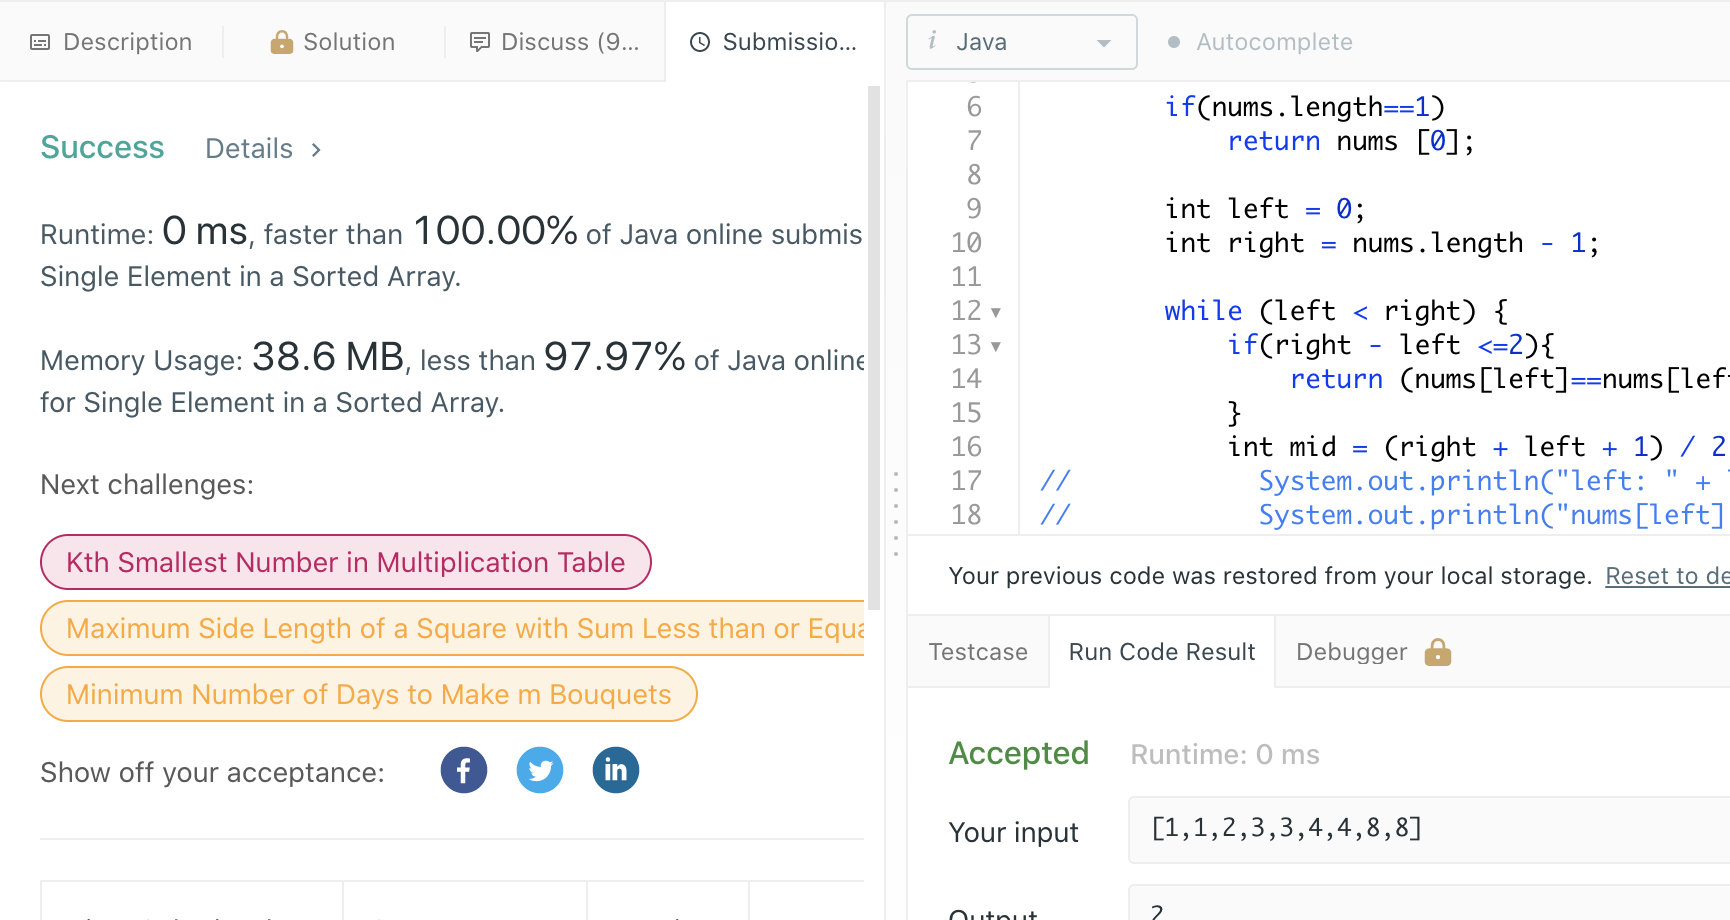 Description
Solution
Discuss (9...
Submissio...
Success Details >
Runtime: 0 ms, faster than 100.00% of Java online submis
Single Element in a Sorted Array.
Memory Usage: 38.6 MB, less than 97.97% of Java online
for Single Element in a Sorted Array.
Next challenges:
Kth Smallest Number in Multiplication Table
Maximum Side Length of a Square with Sum Less than or Equa
Minimum Number of Days to Make m Bouquets
Show off your acceptance:
i Java
Autocomplete
6 if(nums.length==1)
7 return nums [0];
8
9 int left = 0;
10 int right = nums.length - 1;
11
12 while (left < right) {
13 if(right - left <=2){
14 return (nums[left]==nums[lef
15 }
16 int mid = (right + left + 1) / 2
17 // System.out.println("left: " + 
18 // System.out.println("nums[left]
Your previous code was restored from your local storage. Reset to de
Testcase
Run Code Result
Debugger
Accepted Runtime: 0 ms
Your input [1,1,2,3,3,4,4,8,8]
Output 2